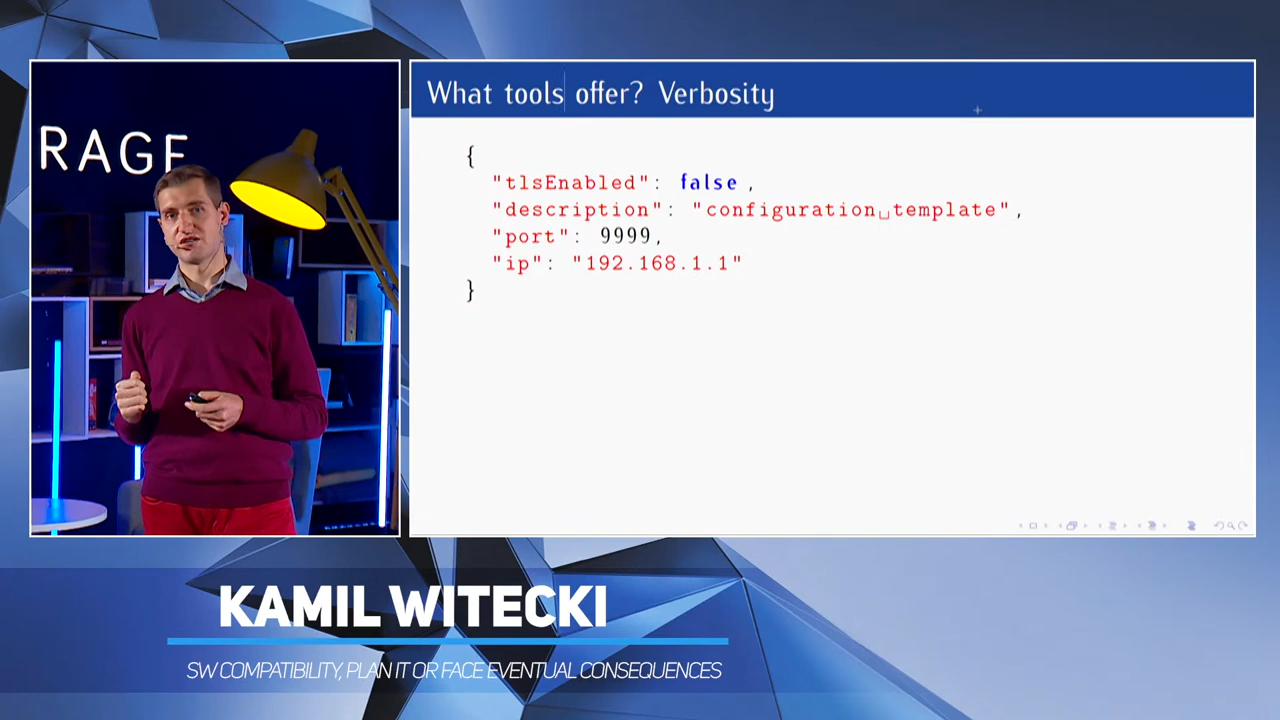 RAGE
What tools offer? Verbosity
{
"tlsEnabled": false,
"description": "configuration␣template",
"port": 9999,
"ip": "192.168.1.1"
}
KAMIL WITECKI
SW COMPATIBILITY, PLAN IT OR FACE EVENTUAL CONSEQUENCES